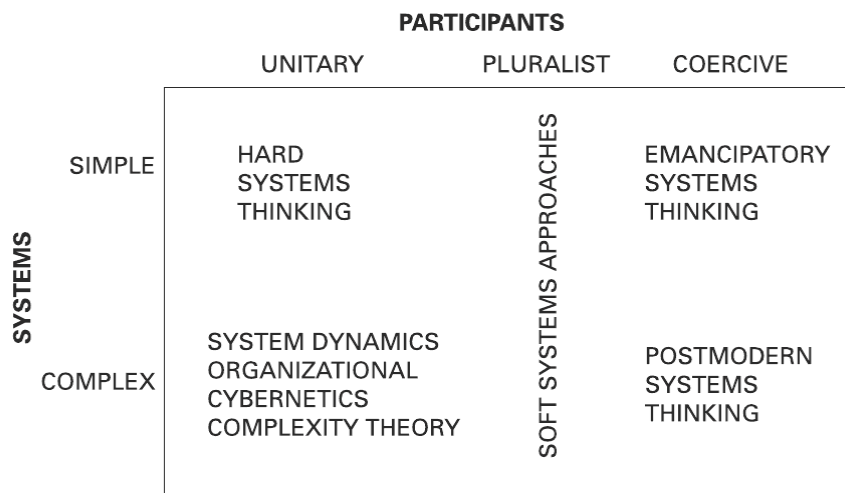 PARTICIPANTS
UNITARY PLURALIST COERCIVE
SYSTEMS
SIMPLE
HARD
SYSTEMS
THINKING
SOFT SYSTEMS APPROACHES
EMANCIPATORY
SYSTEMS
THINKING
COMPLEX
SYSTEM DYNAMICS
ORGANIZATIONAL
CYBERNETICS
COMPLEXITY THEORY
POSTMODERN
SYSTEMS
THINKING